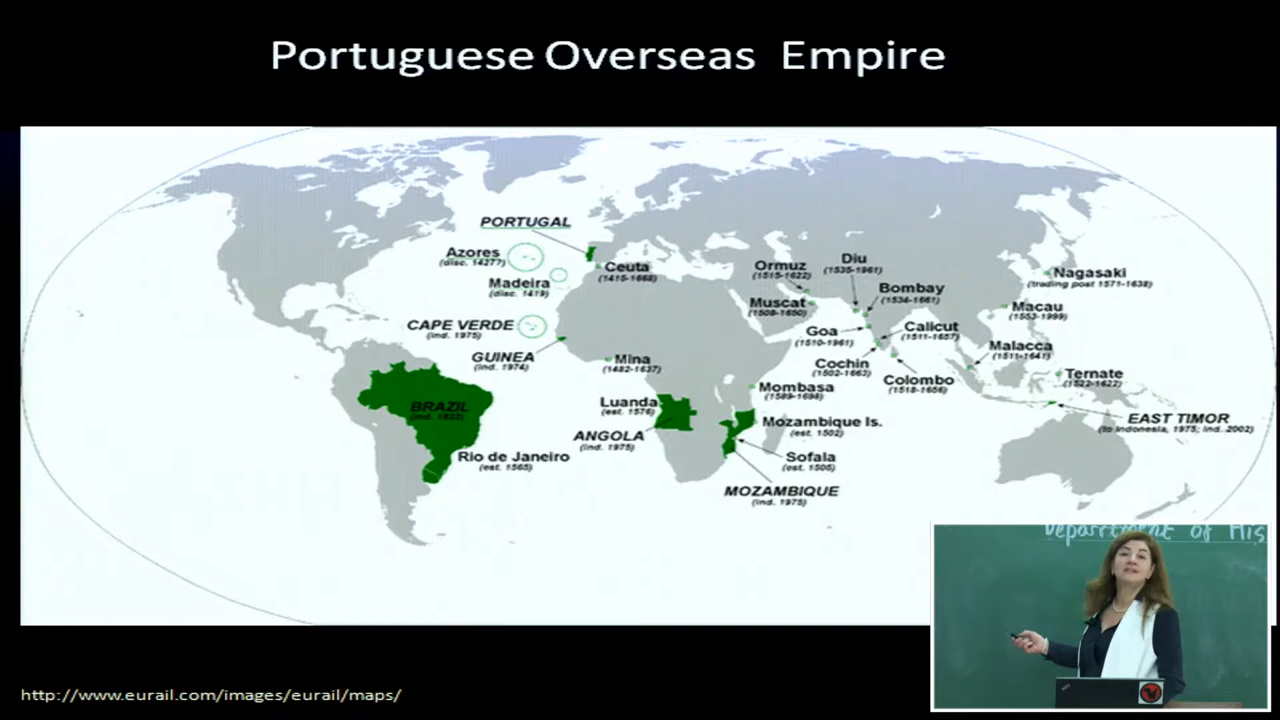 Portuguese Overseas Empire
PORTUGAL
Azores
(disc. 1427?)
Madeira
(disc. 1419)
Ceuta
(1415-1668)
CAPE VERDE
(ind. 1975)
GUINEA
(ind. 1974)
Mina
(1482-1637)
BRAZIL
(ind. 1822)
Rio de Janeiro
(est. 1565)
Luanda
(est. 1576)
ANGOLA
(ind. 1975)
Mombasa
(1589-1698)
Mozambique Is.
(est. 1502)
Sofala
(est. 1505)
MOZAMBIQUE
(ind. 1975)
Ormuz
(1515-1622)
Muscat
(1508-1650)
Diu
(1535-1961)
Bombay
(1534-1661)
Goa
(1510-1961)
Calicut
(1511-1657)
Cochin
(1502-1663)
Colombo
(1518-1656)
Nagasaki
(trading post 1571-1638)
Macau
(1553-1999)
Malacca
(1511-1641)
Ternate
(1522-1622)
EAST TIMOR
(to Indonesia, 1975; ind. 2002)
Department of His
V
http://www.eurail.com/images/eurail/maps/